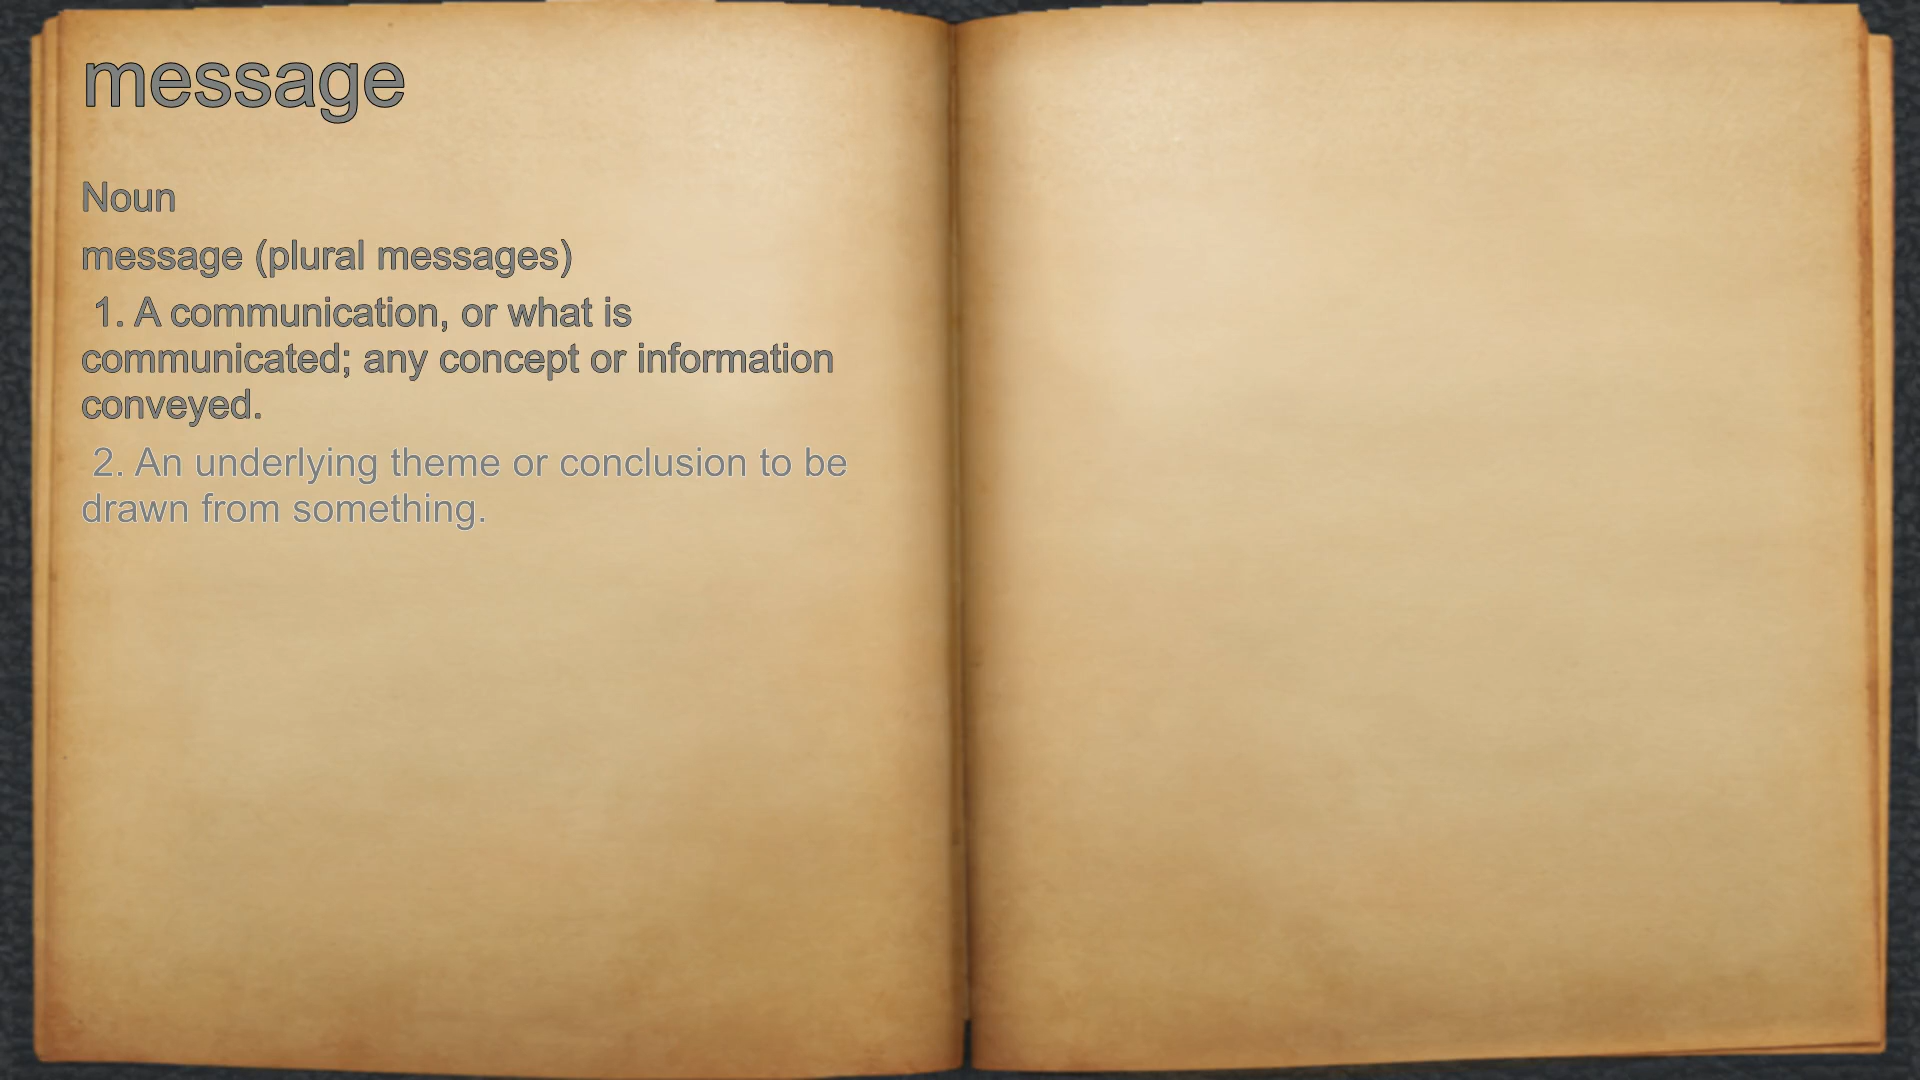 message
Noun
message (plural messages)
1. A communication, or what is
communicated; any concept or information
conveyed.
2. An underlying theme or conclusion to be
drawn from something.